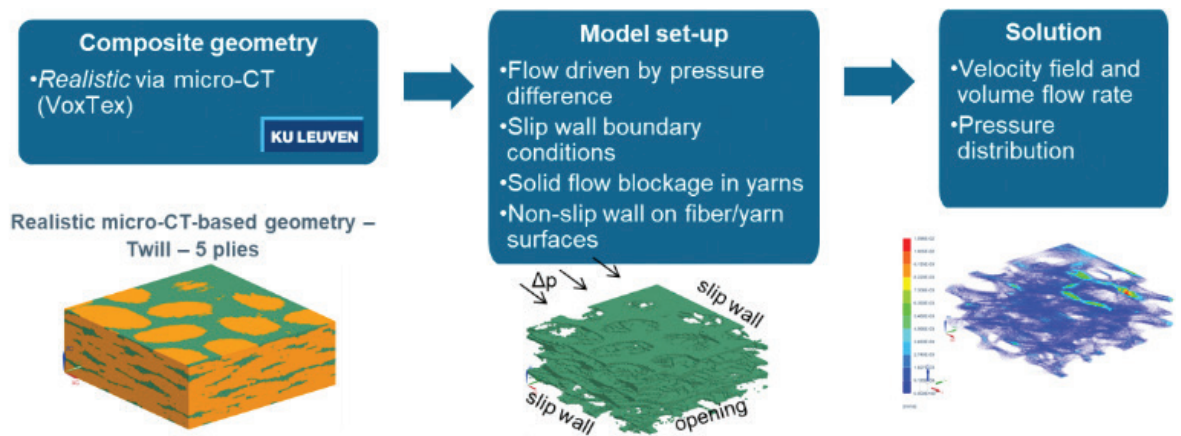 Composite geometry
•Realistic via micro-CT
(VoxTex)
KU LEUVEN
Realistic micro-CT-based geometry –
Twill – 5 plies
Model set-up
•Flow driven by pressure
difference
•Slip wall boundary
conditions
•Solid flow blockage in yarns
•Non-slip wall on fiber/yarn
surfaces
Δp
slip wall
slip wall
opening
Solution
•Velocity field and
volume flow rate
•Pressure
distribution